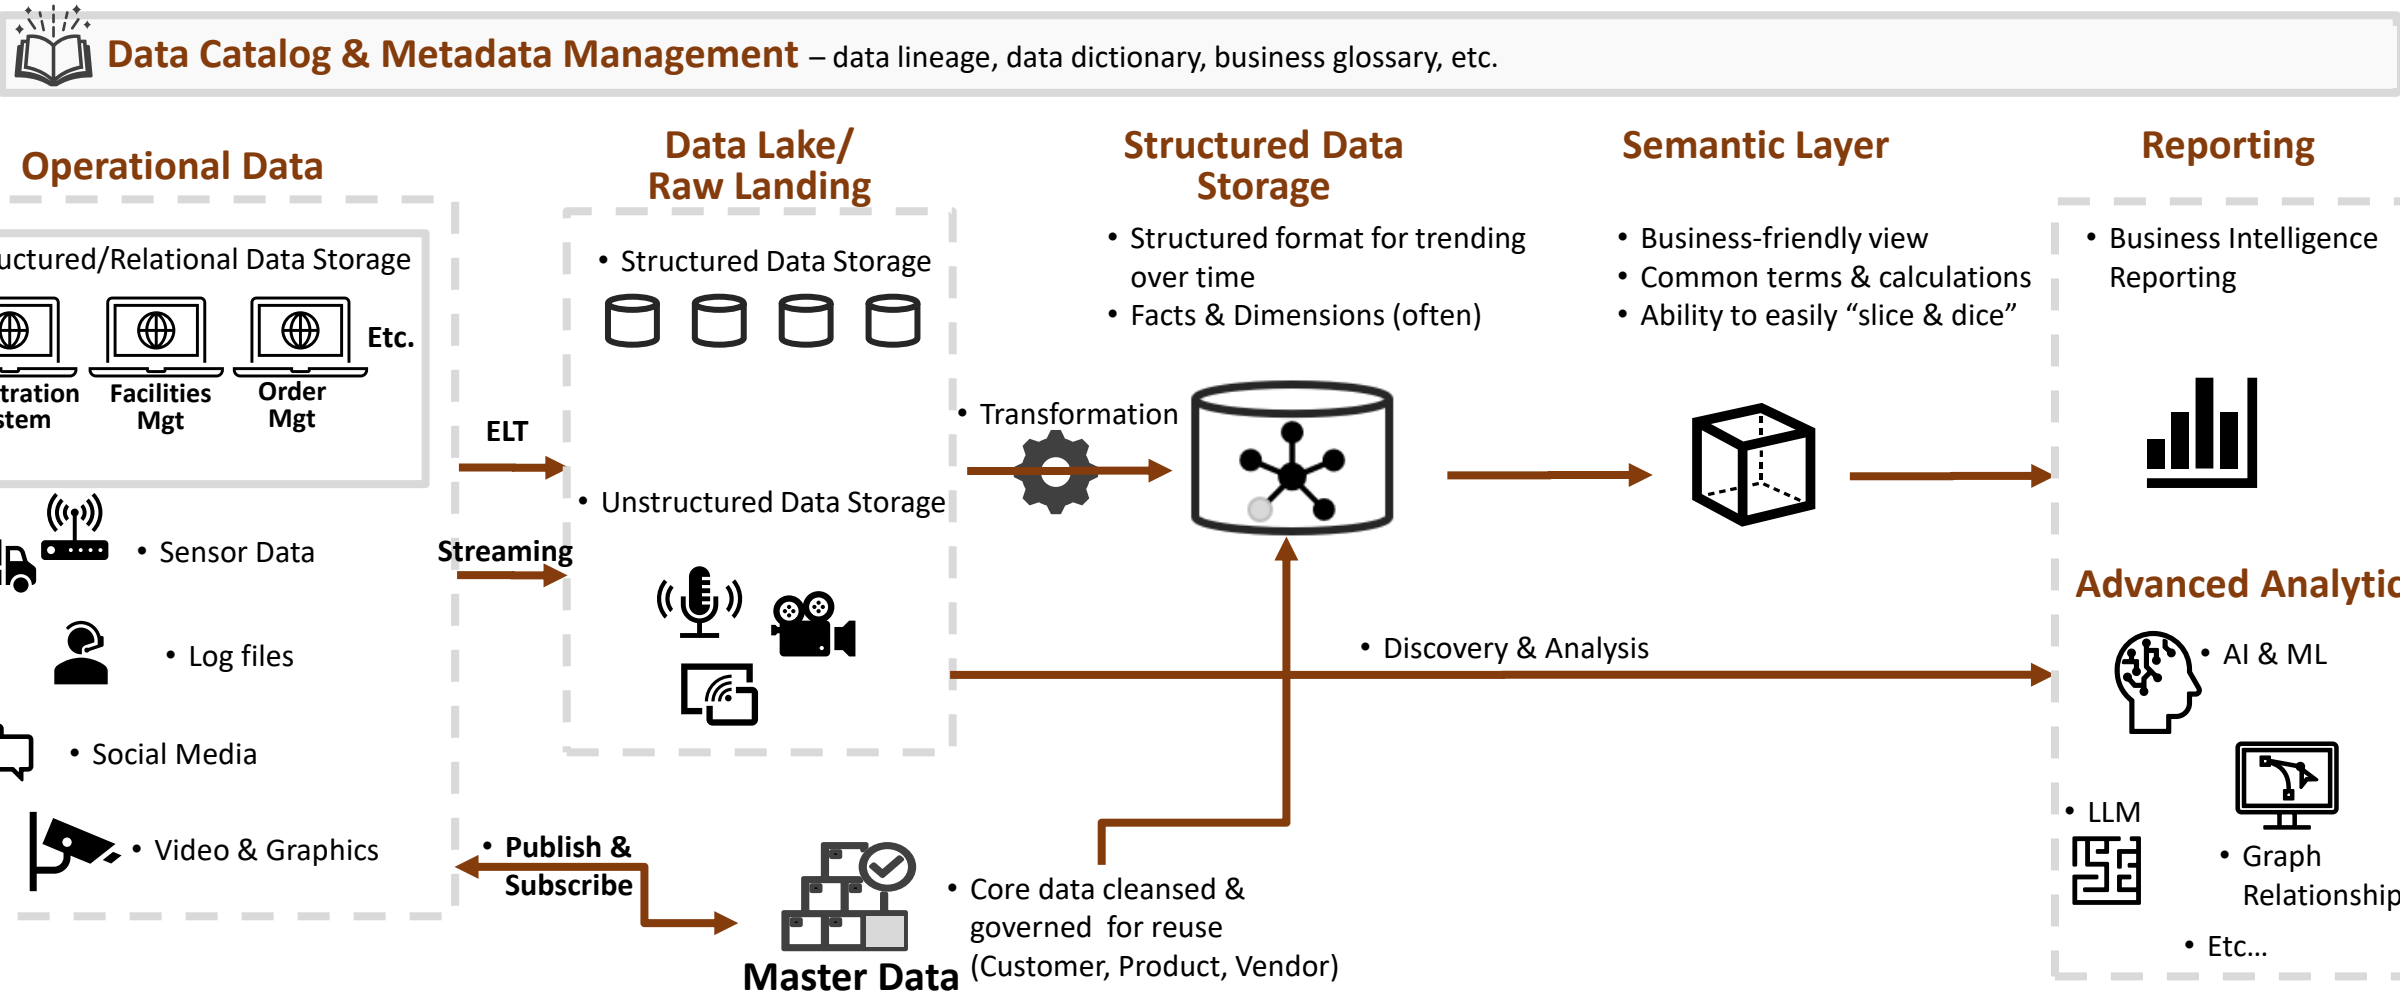 Data Catalog & Metadata Management – data lineage, data dictionary, business glossary, etc.
Operational Data
uctured/Relational Data Storage
Etc.
tration
stem
Facilities
Mgt
Order
Mgt
• Sensor Data
• Log files
• Social Media
• Video & Graphics
ELT
Streaming
• Publish &
Subscribe
Data Lake/
Raw Landing
• Structured Data Storage
• Unstructured Data Storage
• Transformation
Structured Data
Storage
• Structured format for trending
over time
• Facts & Dimensions (often)
Semantic Layer
• Business-friendly view
• Common terms & calculations
• Ability to easily “slice & dice”
• Discovery & Analysis
Master Data
• Core data cleansed &
governed for reuse
(Customer, Product, Vendor)
Reporting
• Business Intelligence
Reporting
Advanced Analytic
• AI & ML
• LLM
• Graph
Relationship
• Etc...